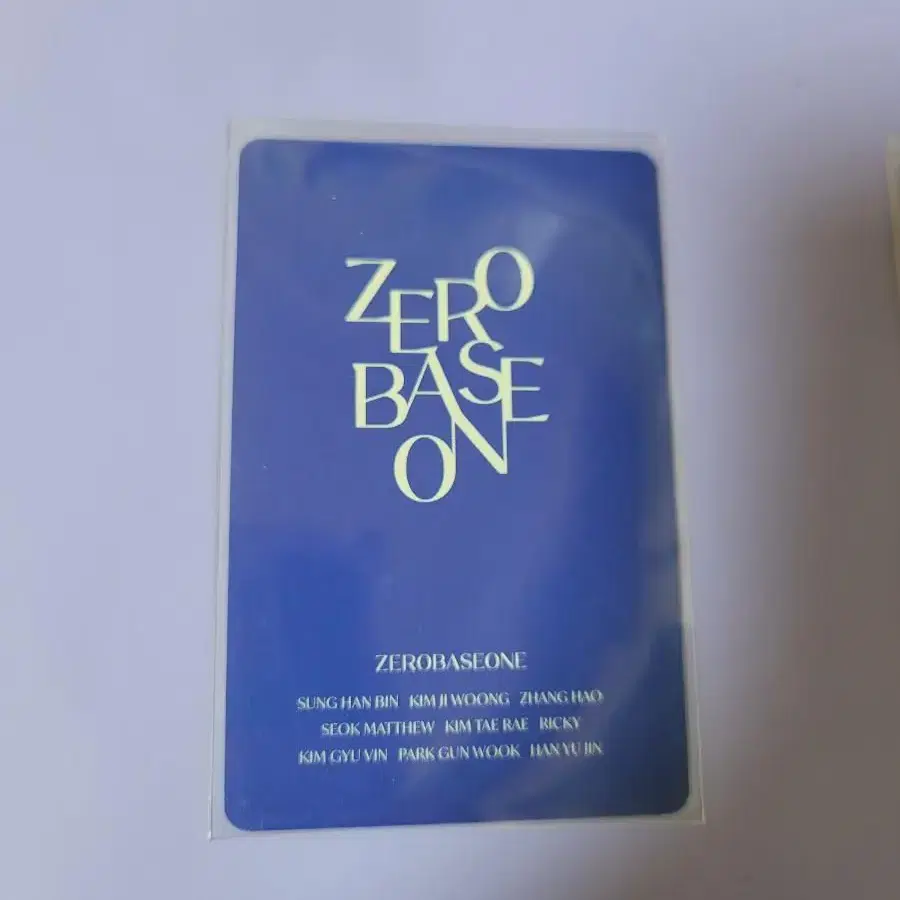 ZERO
BASE
ON
ZEROBASEONE
SUNG HAN BIN KIM JI WOONG ZHANG HAO
SEOK MATTHEW KIM TAE RAE RICKY
KIM GYU VIN PARK GUN WOOK HAN YU JIN